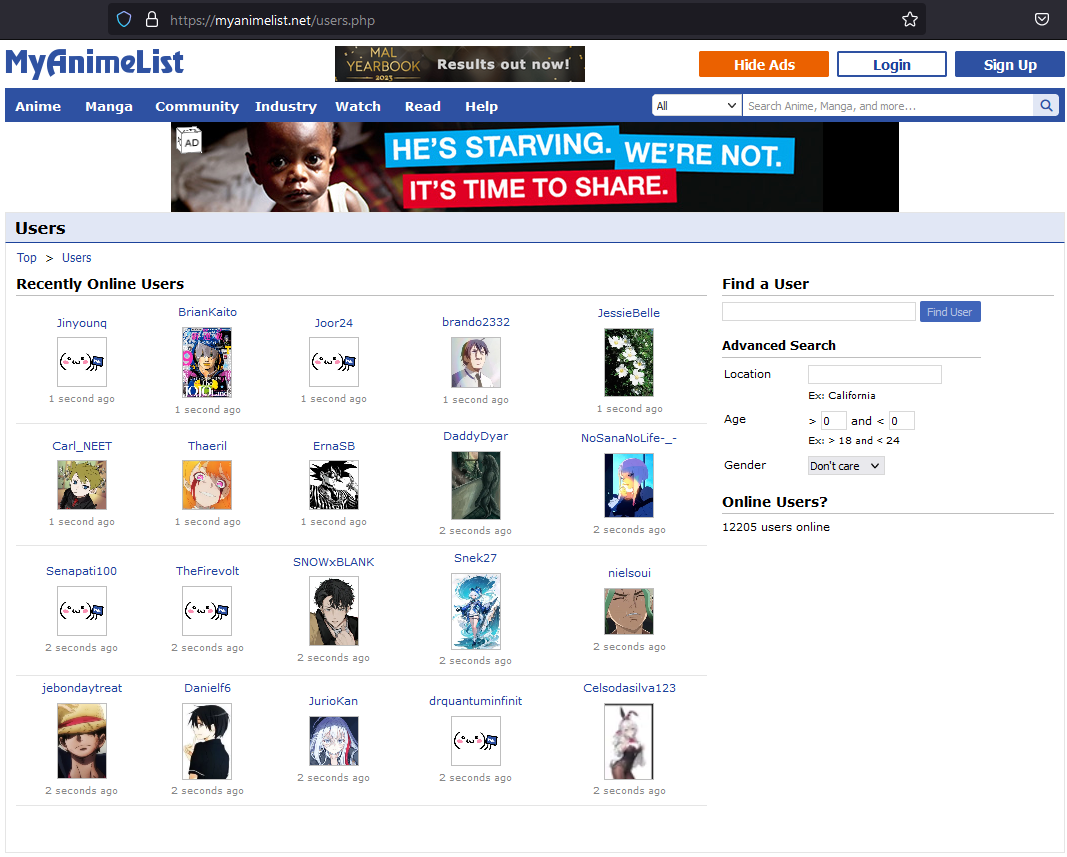 https://myanimelist.net/users.php
MyAnimeList
MAL YEARBOOK 2023 Results out now!
Hide Ads Login Sign Up
Anime Manga Community Industry Watch Read Help All Search Anime, Manga, and more...
AD
HE'S STARVING. WE'RE NOT.
IT'S TIME TO SHARE.
Users
Top > Users
Recently Online Users
Jinyounq BrianKaito Joor24 brando2332 JessieBelle
1 second ago 1 second ago 1 second ago 1 second ago 1 second ago
Carl_NEET Thaeril ErnaSB DaddyDyar NoSanaNoLife-_-
1 second ago 1 second ago 1 second ago 2 seconds ago 2 seconds ago
Senapati100 TheFirevolt SNOWxBLANK Snek27 nielsoui
2 seconds ago 2 seconds ago 2 seconds ago 2 seconds ago 2 seconds ago
jebondaytreat Danielf6 JurioKan drquantuminfinit Celsodasilva123
2 seconds ago 2 seconds ago 2 seconds ago 2 seconds ago 2 seconds ago
Find a User
Find User
Advanced Search
Location
Ex: California
Age > 0 and < 0
Ex: > 18 and < 24
Gender Don't care
Online Users?
12205 users online